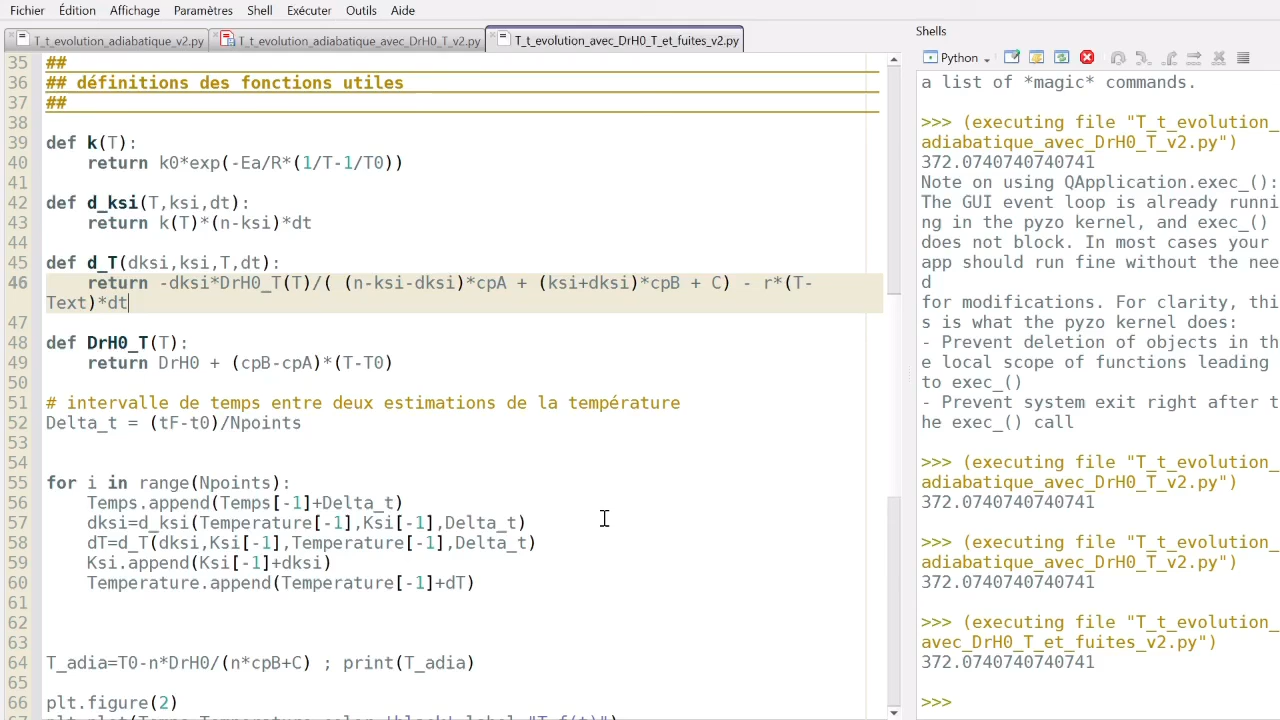 Fichier Édition Affichage Paramètres Shell Exécuter Outils Aide
T_t_evolution_adiabatique_v2.py T_t_evolution_adiabatique_avec_DrH0_T_v2.py T_t_evolution_avec_DrH0_T_et_fuites_v2.py
35 ##
36 ## définitions des fonctions utiles
37 ##
38
39 def k(T):
40 return k0*exp(-Ea/R*(1/T-1/T0))
41
42 def d_ksi(T,ksi,dt):
43 return k(T)*(n-ksi)*dt
44
45 def d_T(dksi,ksi,T,dt):
46 return -dksi*DrH0_T(T)/( (n-ksi-dksi)*cpA + (ksi+dksi)*cpB + C) - r*(T-
Text)*dt
47
48 def DrH0_T(T):
49 return DrH0 + (cpB-cpA)*(T-T0)
50
51 # intervalle de temps entre deux estimations de la température
52 Delta_t = (tF-t0)/Npoints
53
54
55 for i in range(Npoints):
56 Temps.append(Temps[-1]+Delta_t)
57 dksi=d_ksi(Temperature[-1],Ksi[-1],Delta_t)
58 dT=d_T(dksi,Ksi[-1],Temperature[-1],Delta_t)
59 Ksi.append(Ksi[-1]+dksi)
60 Temperature.append(Temperature[-1]+dT)
61
62
63
64 T_adia=T0-n*DrH0/(n*cpB+C) ; print(T_adia)
65
66 plt.figure(2)
67 plt.plot(Temps,Temperature,color='black',label="T=f(t)")
Shells
Python
a list of *magic* commands.
>>> (executing file "T_t_evolution_
adiabatique_avec_DrH0_T_v2.py")
372.0740740740741
Note on using QApplication.exec_():
The GUI event loop is already runni
ng in the pyzo kernel, and exec_()
does not block. In most cases your
app should run fine without the nee
d
for modifications. For clarity, thi
s is what the pyzo kernel does:
- Prevent deletion of objects in th
e local scope of functions leading
to exec_()
- Prevent system exit right after t
he exec_() call
>>> (executing file "T_t_evolution_
adiabatique_avec_DrH0_T_v2.py")
372.0740740740741
>>> (executing file "T_t_evolution_
adiabatique_avec_DrH0_T_v2.py")
372.0740740740741
>>> (executing file "T_t_evolution_
avec_DrH0_T_et_fuites_v2.py")
372.0740740740741
>>>